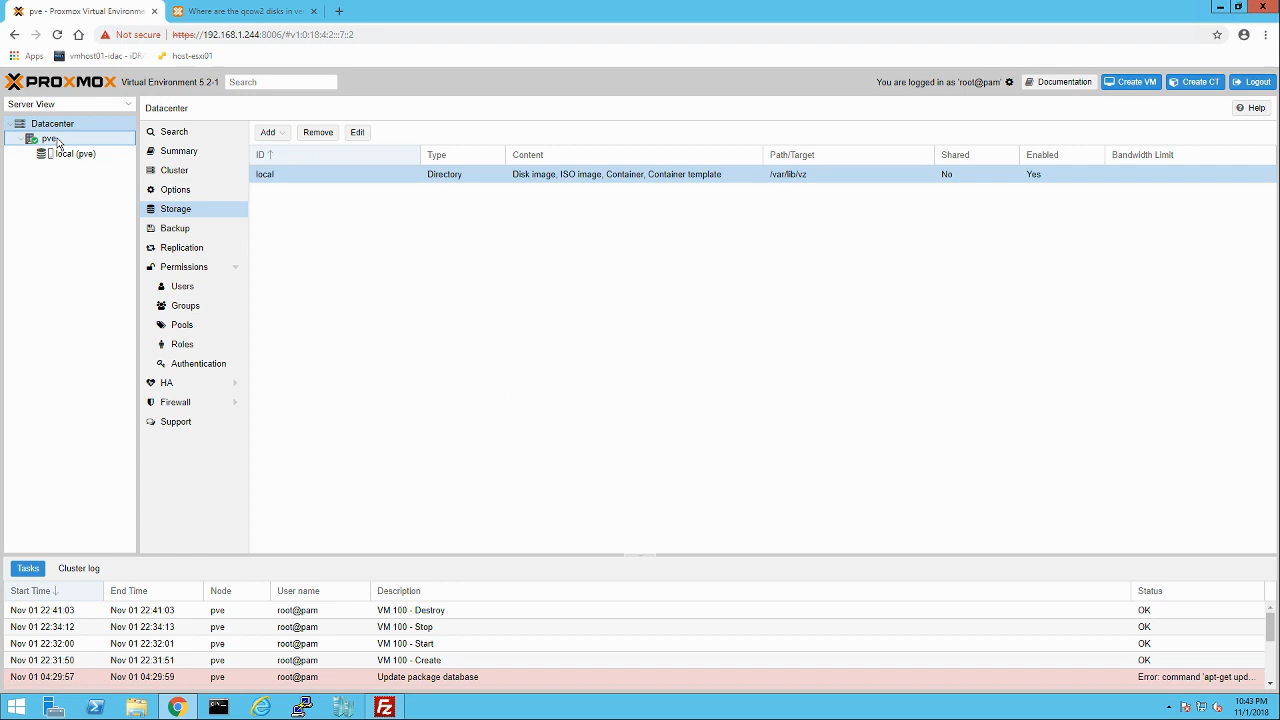 pve - Proxmox Virtual Environme
Where are the qcow2 disks in ve
Not secure https://192.168.1.244:8006/#v1:0:18:4:2:::7::2
Apps vmhost01-idac - iDR host-esxi01
PROXMOX Virtual Environment 5.2-1 Search You are logged in as 'root@pam' Documentation Create VM Create CT Logout
Server View
Datacenter
pve
local (pve)
Datacenter Help
Search
Summary
Cluster
Options
Storage
Backup
Replication
Permissions
Users
Groups
Pools
Roles
Authentication
HA
Firewall
Support
Add Remove Edit
ID Type Content Path/Target Shared Enabled Bandwidth Limit
local Directory Disk image, ISO image, Container, Container template /var/lib/vz No Yes
Tasks Cluster log
Start Time End Time Node User name Description Status
Nov 01 22:41:03 Nov 01 22:41:03 pve root@pam VM 100 - Destroy OK
Nov 01 22:34:12 Nov 01 22:34:13 pve root@pam VM 100 - Stop OK
Nov 01 22:32:00 Nov 01 22:32:01 pve root@pam VM 100 - Start OK
Nov 01 22:31:50 Nov 01 22:31:51 pve root@pam VM 100 - Create OK
Nov 01 04:29:57 Nov 01 04:29:59 pve root@pam Update package database Error: command 'apt-get upd...
10:43 PM
11/1/2018